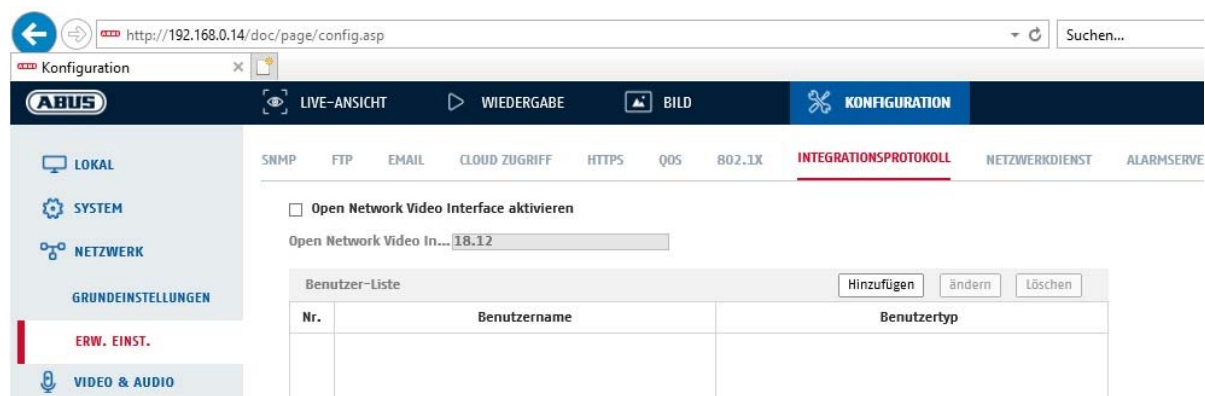 http://192.168.0.14/doc/page/config.asp Suchen...
Konfiguration
ABUS LIVE-ANSICHT WIEDERGABE BILD KONFIGURATION
SNMP FTP EMAIL CLOUD ZUGRIFF HTTPS QOS 802.1X INTEGRATIONSPROTOKOLL NETZWERKDIENST ALARMSERVE
LOKAL
SYSTEM
NETZWERK
GRUNDEINSTELLUNGEN
ERW. EINST.
VIDEO & AUDIO
Open Network Video Interface aktivieren
Open Network Video In... 18.12
Benutzer-Liste Hinzufügen ändern Löschen
Nr. Benutzername Benutzertyp